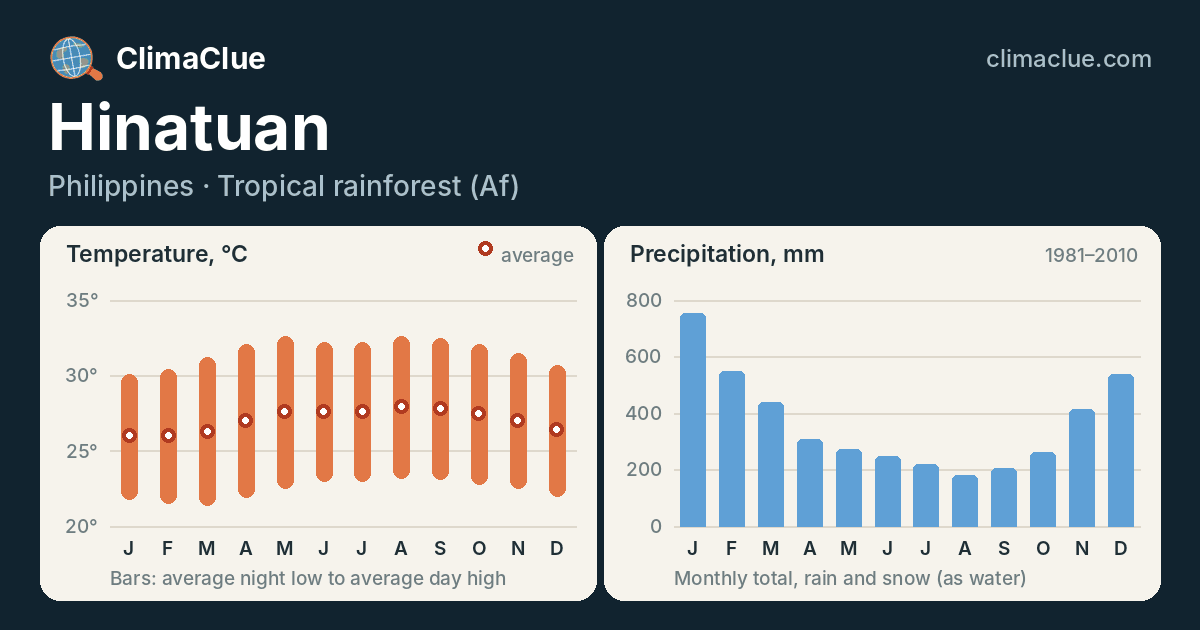 ClimaClue
climaclue.com
Hinatuan
Philippines · Tropical rainforest (Af)
Temperature, °C
average
35°
30°
25°
20°
J F M A M J J A S O N D
Bars: average night low to average day high
Precipitation, mm
1981–2010
800
600
400
200
0
J F M A M J J A S O N D
Monthly total, rain and snow (as water)